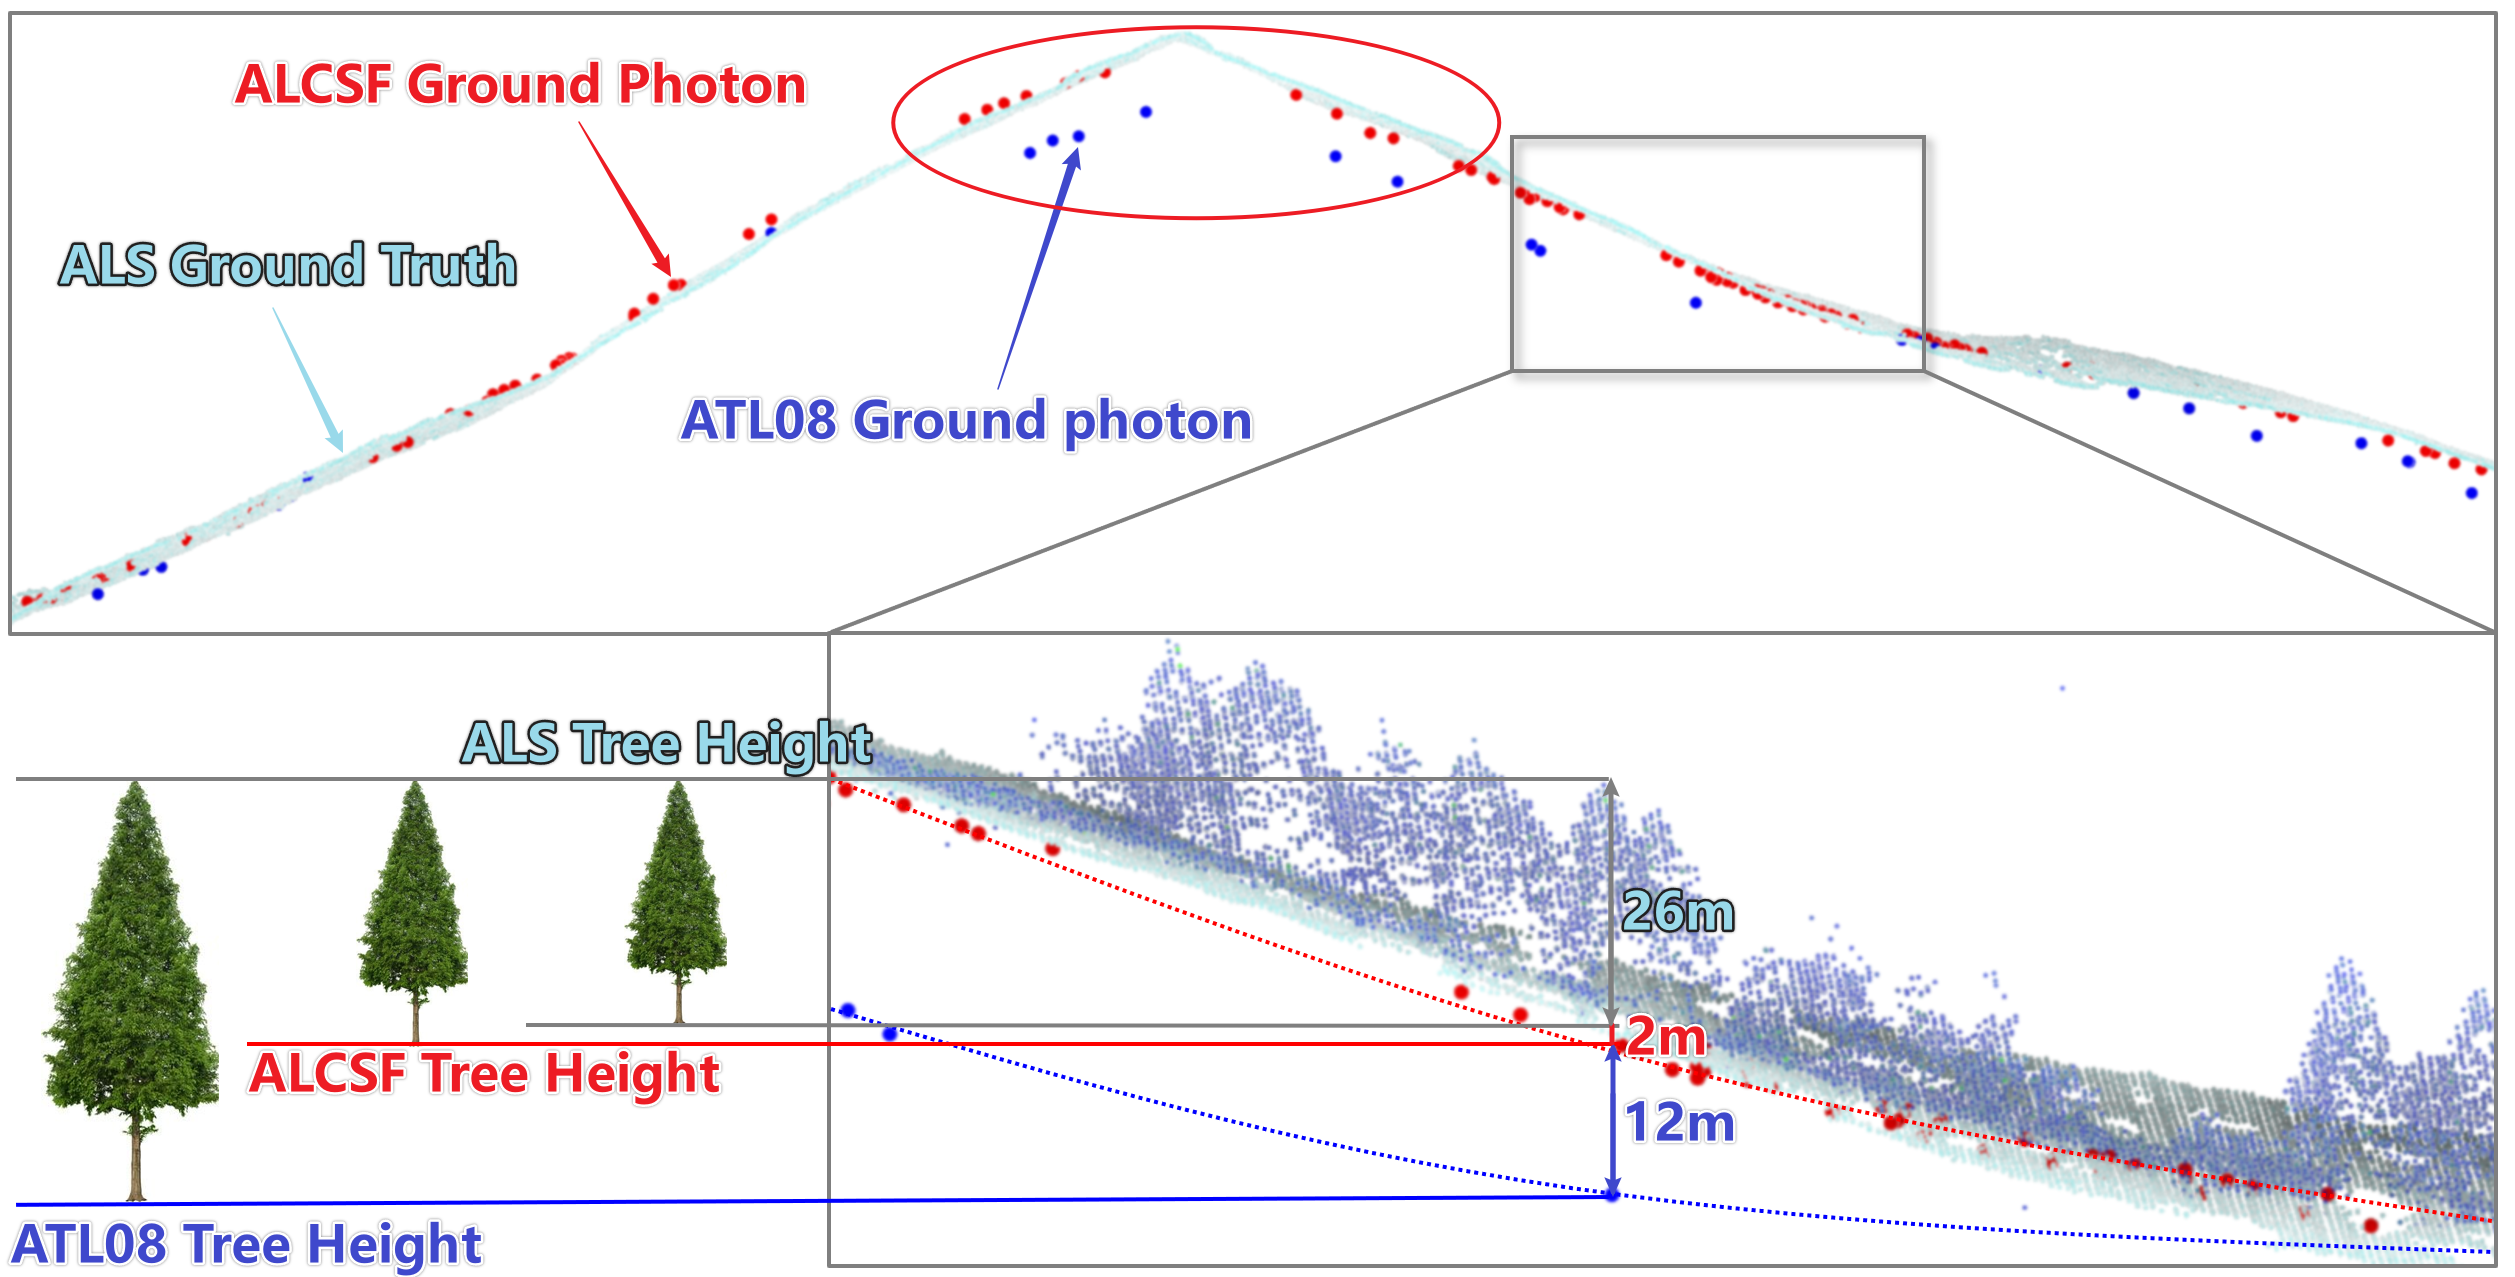 ALCSF Ground Photon
ALS Ground Truth
ATL08 Ground photon
ALS Tree Height
26m
2m
ALCSF Tree Height
12m
ATL08 Tree Height